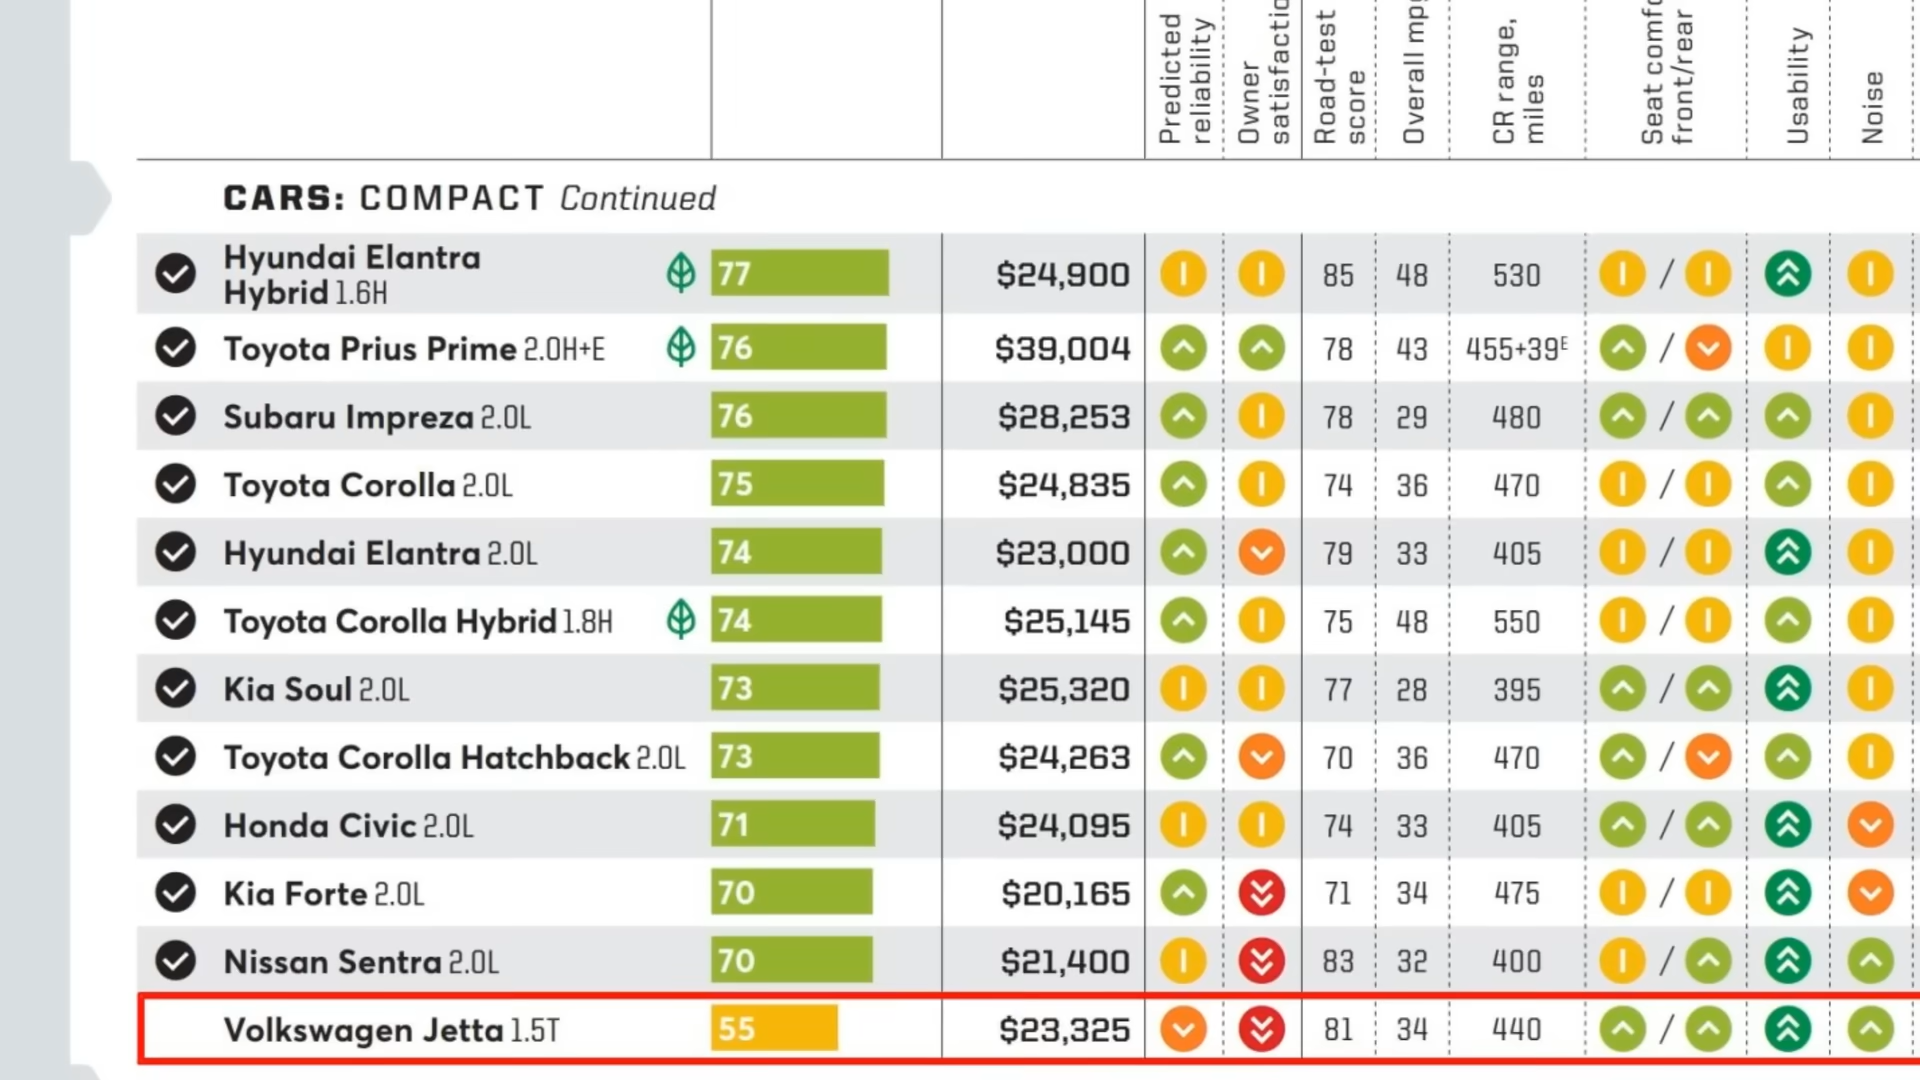 Predicted reliability
Owner
Road-test score
Overall
CR range, miles
Seat
front/rear
Usability
Noise
CARS: COMPACT Continued
Hyundai Elantra Hybrid 1.6H 77 $24,900 85 48 530 /
Toyota Prius Prime 2.0H+E 76 $39,004 78 43 455+39E /
Subaru Impreza 2.0L 76 $28,253 78 29 480 /
Toyota Corolla 2.0L 75 $24,835 74 36 470 /
Hyundai Elantra 2.0L 74 $23,000 79 33 405 /
Toyota Corolla Hybrid 1.8H 74 $25,145 75 48 550 /
Kia Soul 2.0L 73 $25,320 77 28 395 /
Toyota Corolla Hatchback 2.0L 73 $24,263 70 36 470 /
Honda Civic 2.0L 71 $24,095 74 33 405 /
Kia Forte 2.0L 70 $20,165 71 34 475 /
Nissan Sentra 2.0L 70 $21,400 83 32 400 /
Volkswagen Jetta 1.5T 55 $23,325 81 34 440 /